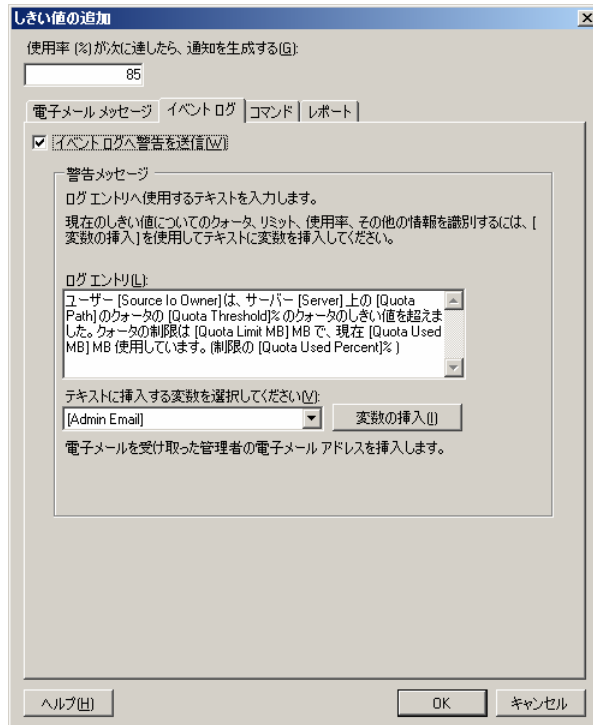 しきい値の追加
使用率 (%)が次に達したら、通知を生成する(G):
85
電子メール メッセージ イベント ログ コマンド レポート
イベント ログへ警告を送信(W)
警告メッセージ
ログ エントリへ使用するテキストを入力します。
現在のしきい値についてのクォータ、リミット、使用率、その他の情報を識別するには、[
変数の挿入]を使用してテキストに変数を挿入してください。
ログ エントリ(L):
ユーザー [Source Io Owner] は、サーバー [Server] 上の [Quota
Path] のクォータの [Quota Threshold]% のクォータのしきい値を超えま
した。クォータの制限は [Quota Limit MB] MB で、現在 [Quota Used
MB] MB 使用しています。(制限の [Quota Used Percent]% )
テキストに挿入する変数を選択してください(V):
[Admin Email] 変数の挿入(I)
電子メールを受け取った管理者の電子メール アドレスを挿入します。
ヘルプ(H) OK キャンセル